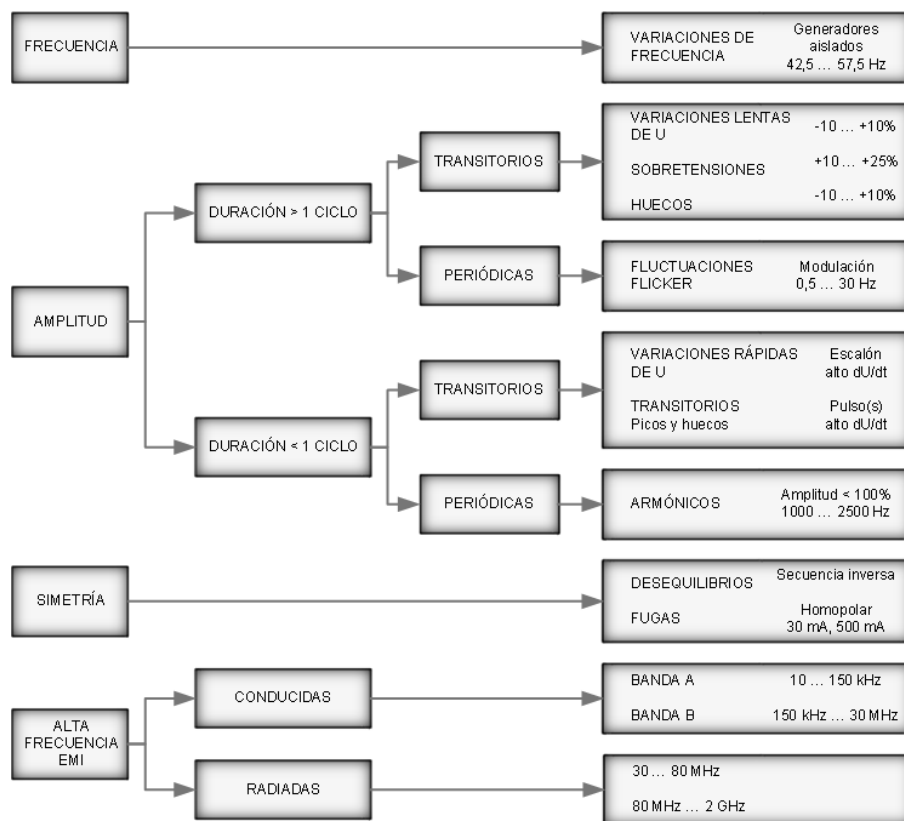 FRECUENCIA
VARIACIONES DE
FRECUENCIA
Generadores
aislados
42,5 ... 57,5 Hz
AMPLITUD
DURACIÓN > 1 CICLO
TRANSITORIOS
VARIACIONES LENTAS
DE U
-10 ... +10%
SOBRETENSIONES
+10 ... +25%
HUECOS
-10 ... +10%
PERIÓDICAS
FLUCTUACIONES
FLICKER
Modulación
0,5 ... 30 Hz
DURACIÓN < 1 CICLO
TRANSITORIOS
VARIACIONES RÁPIDAS
DE U
Escalón
alto dU/dt
TRANSITORIOS
Picos y huecos
Pulso(s)
alto dU/dt
PERIÓDICAS
ARMÓNICOS
Amplitud < 100%
1000 ... 2500 Hz
SIMETRÍA
DESEQUILIBRIOS
Secuencia inversa
FUGAS
Homopolar
30 mA, 500 mA
ALTA
FRECUENCIA
EMI
CONDUCIDAS
BANDA A
10 ... 150 kHz
BANDA B
150 kHz ... 30 MHz
RADIADAS
30 ... 80 MHz
80 MHz ... 2 GHz